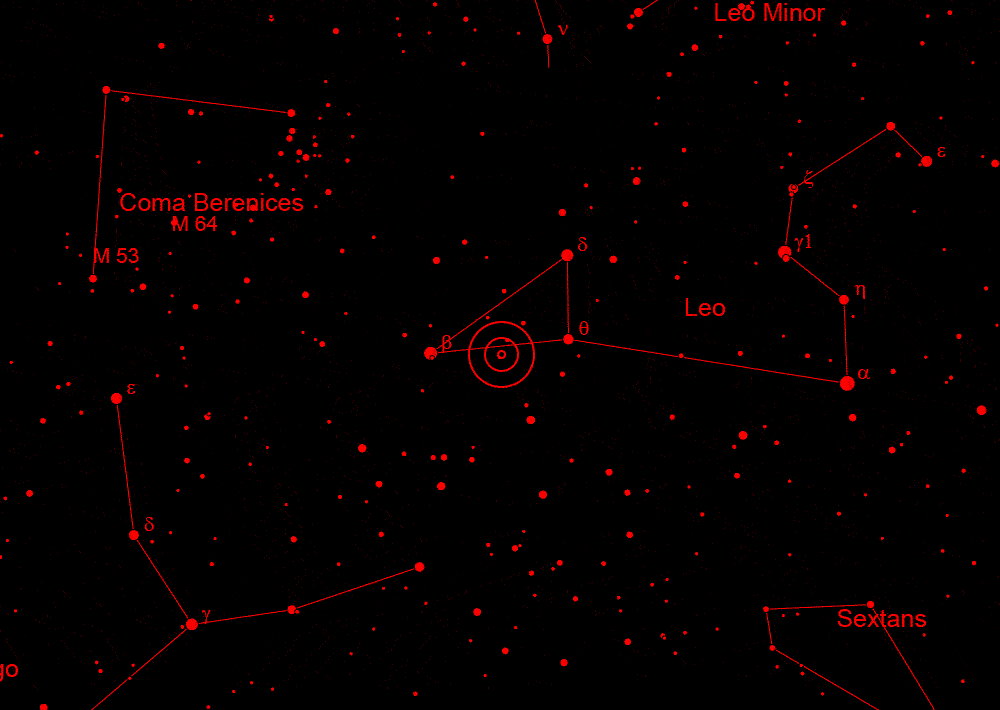 Leo Minor
ν
ε
ζ
Coma Berenices
M 64
γ1
δ
M 53
η
Leo
θ
β
α
ε
δ
γ
Sextans
go